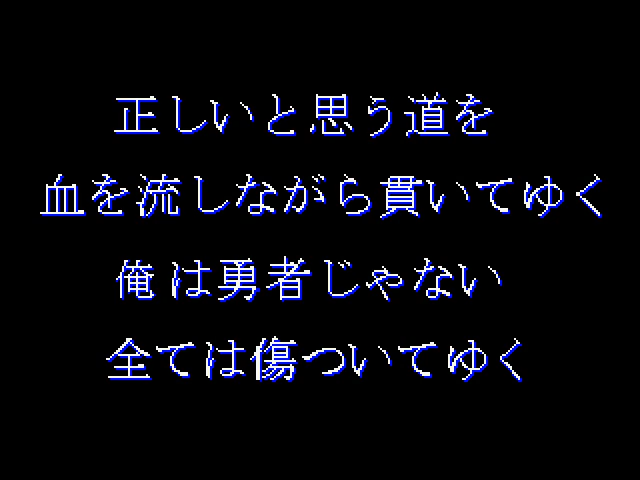 正しいと思う道を
血を流しながら貫いてゆく
俺は勇者じゃない
全ては傷ついてゆく